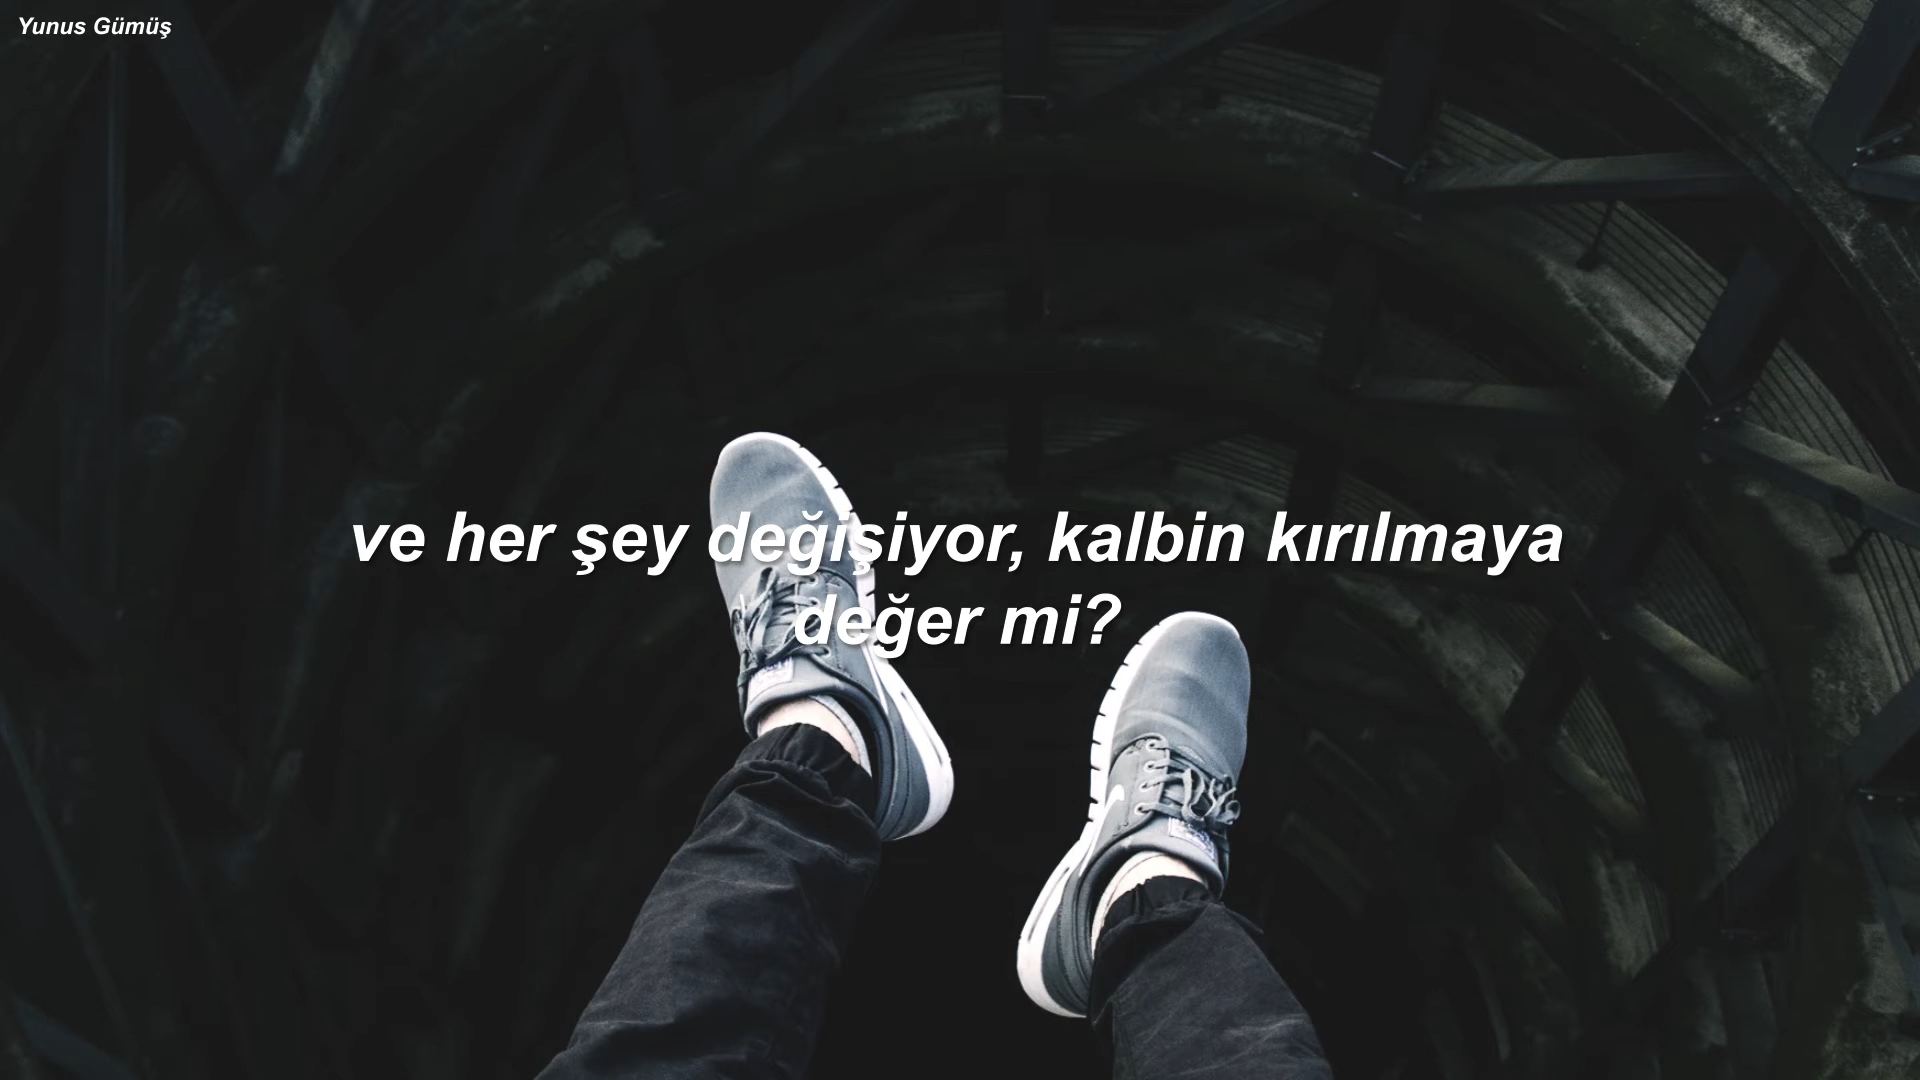 Yunus Gümüş
ve her şey değişiyor, kalbin kırılmaya
değer mi?